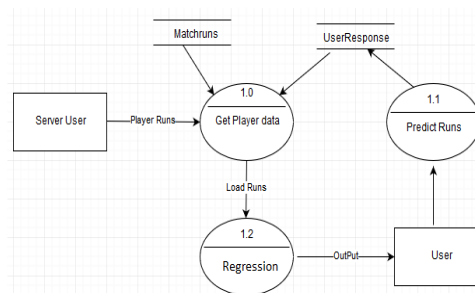 Matchruns
UserResponse
1.0
Get Player data
1.1
Predict Runs
Server User
Player Runs
Load Runs
1.2
Regression
OutPut
User